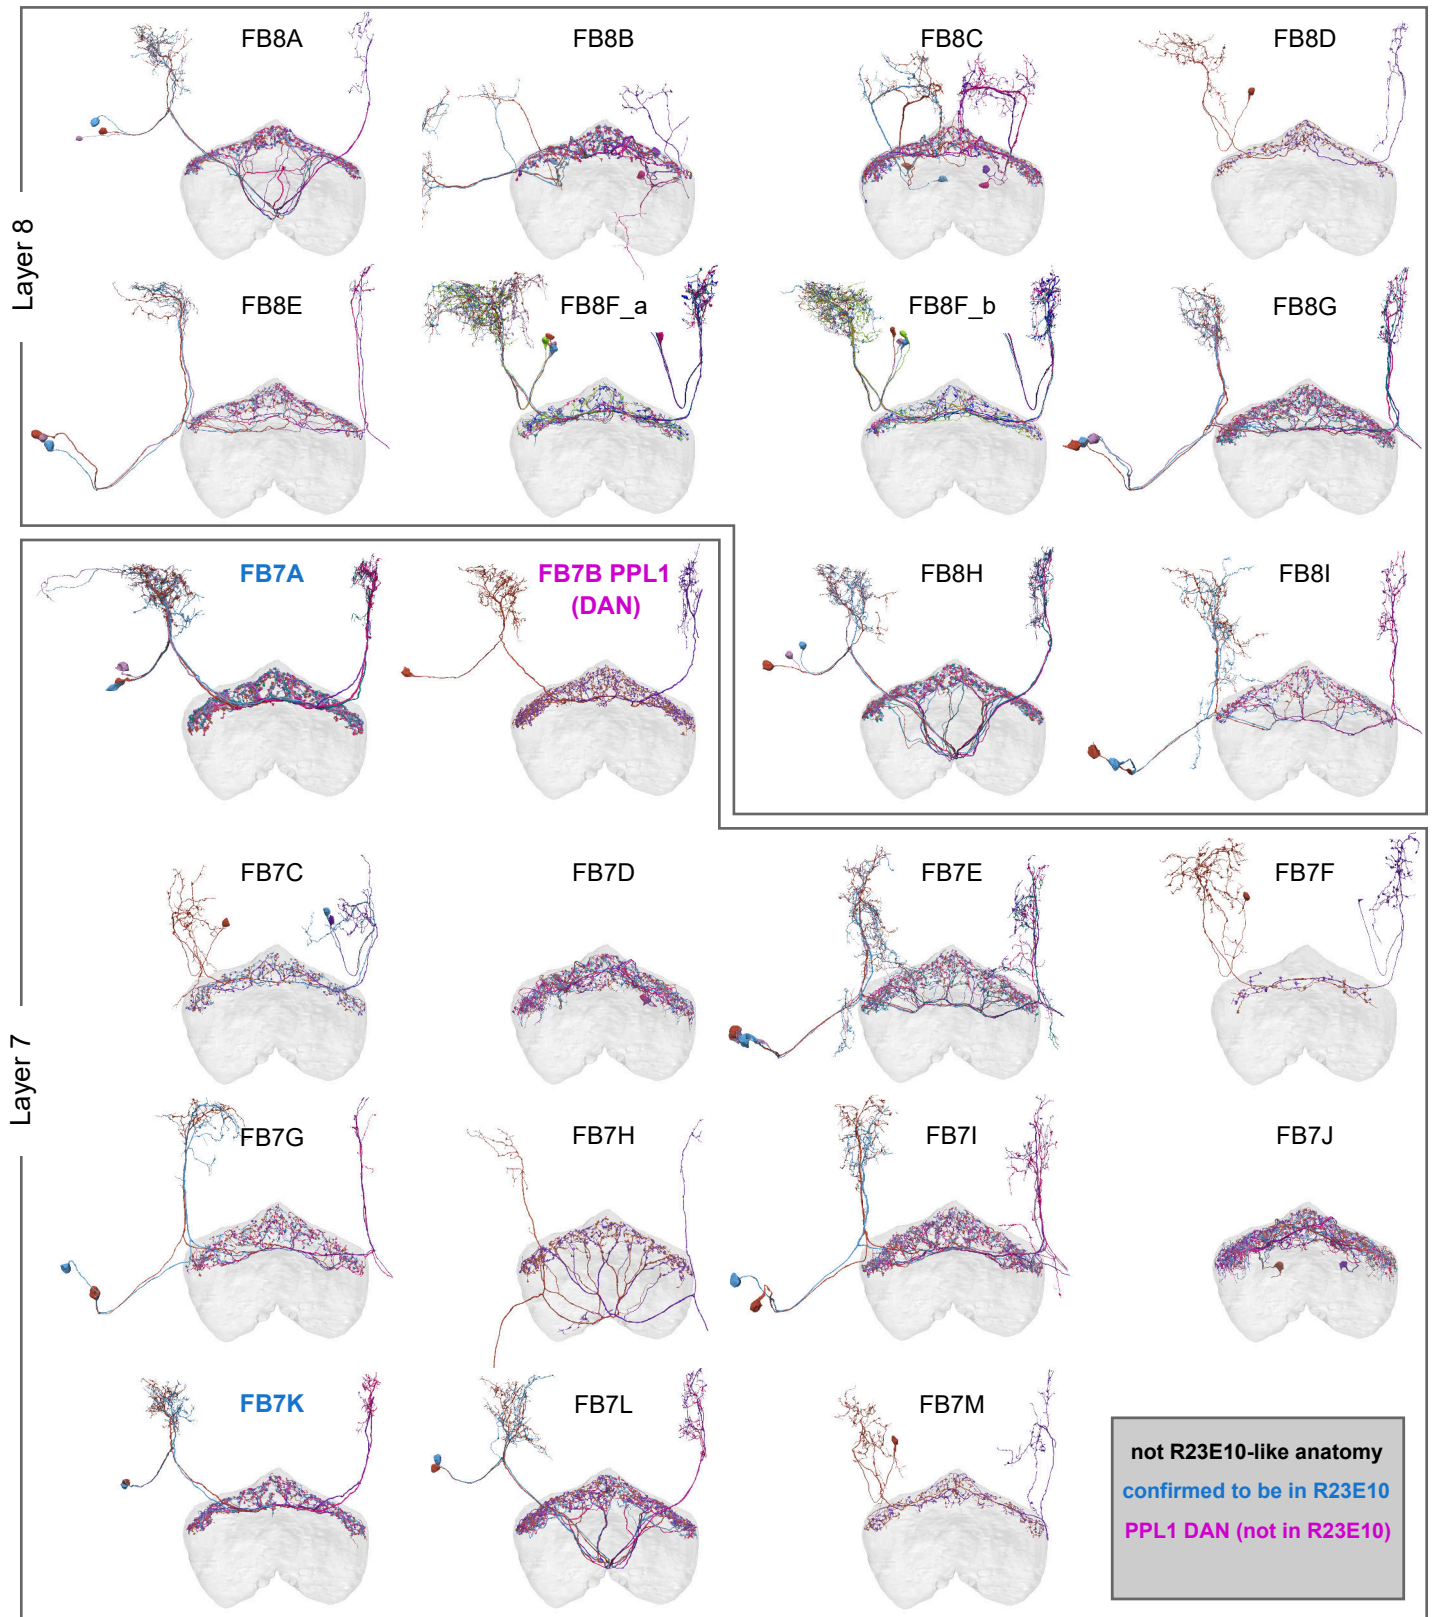 Layer 8
FB8A
FB8B
FB8C
FB8D
FB8E
FB8F_a
FB8F_b
FB8G
FB8H
FB8I
Layer 7
FB7A
FB7B PPL1
(DAN)
FB7C
FB7D
FB7E
FB7F
FB7G
FB7H
FB7I
FB7J
FB7K
FB7L
FB7M
not R23E10-like anatomy
confirmed to be in R23E10
PPL1 DAN (not in R23E10)